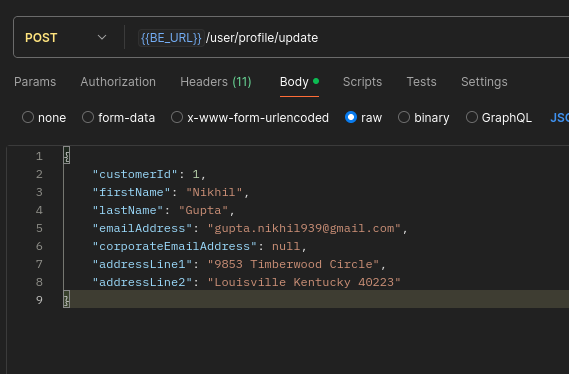 POST {{BE_URL}} /user/profile/update
Params Authorization Headers (11) Body Scripts Tests Settings
none form-data x-www-form-urlencoded raw binary GraphQL
1 {
2 "customerId": 1,
3 "firstName": "Nikhil",
4 "lastName": "Gupta",
5 "emailAddress": "gupta.nikhil939@gmail.com",
6 "corporateEmailAddress": null,
7 "addressLine1": "9853 Timberwood Circle",
8 "addressLine2": "Louisville Kentucky 40223"
9 }